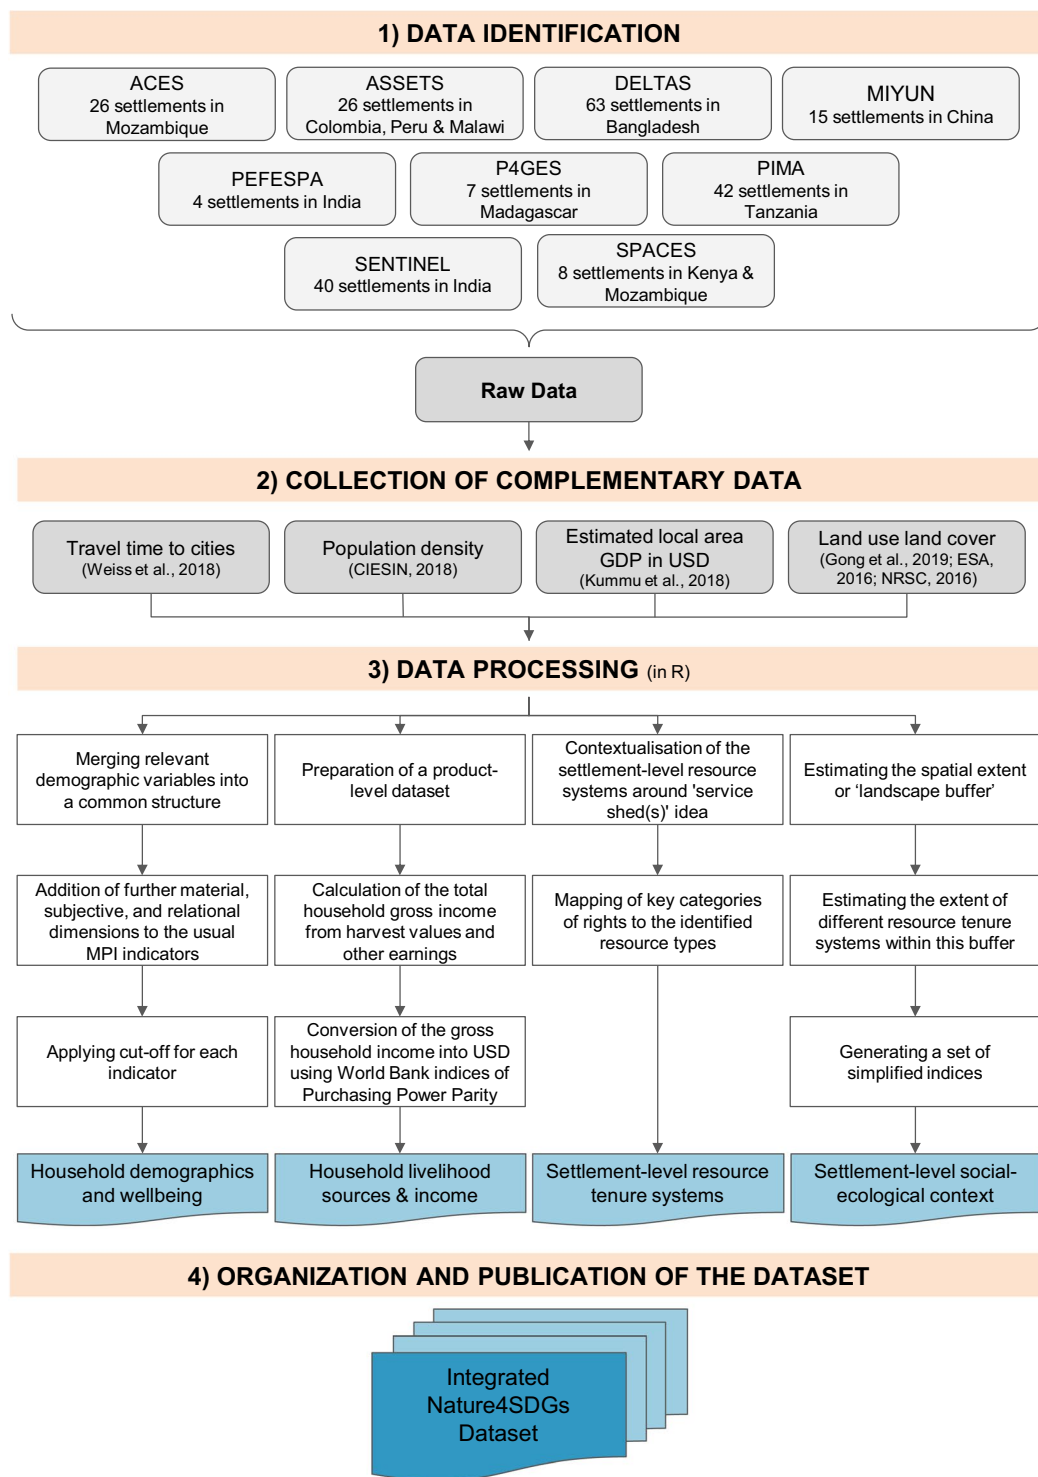 1) DATA IDENTIFICATION
ACES
26 settlements in
Mozambique
ASSETS
26 settlements in
Colombia, Peru & Malawi
DELTAS
63 settlements in
Bangladesh
MIYUN
15 settlements in China
PEFESPA
4 settlements in India
P4GES
7 settlements in
Madagascar
PIMA
42 settlements in
Tanzania
SENTINEL
40 settlements in India
SPACES
8 settlements in Kenya &
Mozambique
Raw Data
2) COLLECTION OF COMPLEMENTARY DATA
Travel time to cities
(Weiss et al., 2018)
Population density
(CIESIN, 2018)
Estimated local area
GDP in USD
(Kummu et al., 2018)
Land use land cover
(Gong et al., 2019; ESA,
2016; NRSC, 2016)
3) DATA PROCESSING (in R)
Merging relevant
demographic variables into
a common structure
Preparation of a product-
level dataset
Contextualisation of the
settlement-level resource
systems around 'service
shed(s)' idea
Estimating the spatial extent
or ‘landscape buffer’
Addition of further material,
subjective, and relational
dimensions to the usual
MPI indicators
Calculation of the total
household gross income
from harvest values and
other earnings
Mapping of key categories
of rights to the identified
resource types
Estimating the extent of
different resource tenure
systems within this buffer
Applying cut-off for each
indicator
Conversion of the gross
household income into USD
using World Bank indices of
Purchasing Power Parity
Generating a set of
simplified indices
Household demographics
and wellbeing
Household livelihood
sources & income
Settlement-level resource
tenure systems
Settlement-level social-
ecological context
4) ORGANIZATION AND PUBLICATION OF THE DATASET
Integrated
Nature4SDGs
Dataset